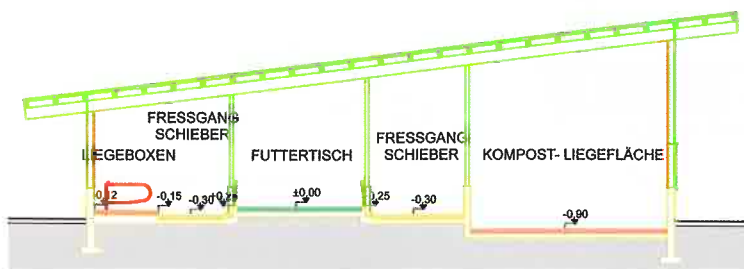 FRESSGANG
SCHIEBER
LIEGEBOXEN
FUTTERTISCH
FRESSGANG
SCHIEBER
KOMPOST- LIEGEFLÄCHE
-0,15
-0,30
±0,00
-0,30
-0,90